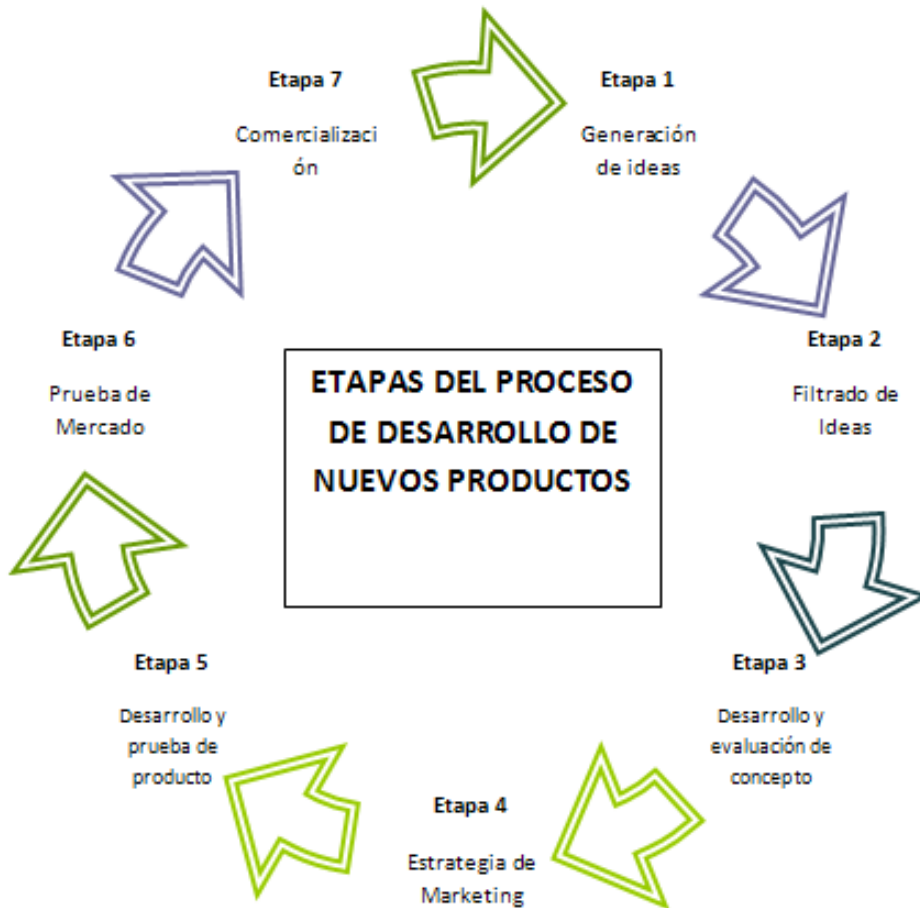 ETAPAS DEL PROCESO
DE DESARROLLO DE
NUEVOS PRODUCTOS
Etapa 1
Generación
de ideas
Etapa 2
Filtrado de
Ideas
Etapa 3
Desarrollo y
evaluación de
concepto
Etapa 4
Estrategia de
Marketing
Etapa 5
Desarrollo y
prueba de
producto
Etapa 6
Prueba de
Mercado
Etapa 7
Comercializaci
ón